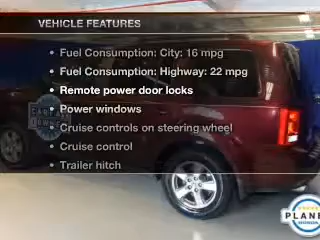 VEHICLE FEATURES
• Fuel Consumption: City: 16 mpg
• Fuel Consumption: Highway: 22 mpg
• Remote power door locks
• Power windows
• Cruise controls on steering wheel
• Cruise control
• Trailer hitch
PLANE